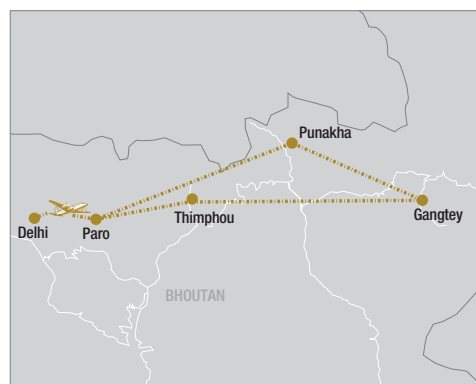 Punakha
Thimphou
Gangtey
Delhi
Paro
BHOUTAN